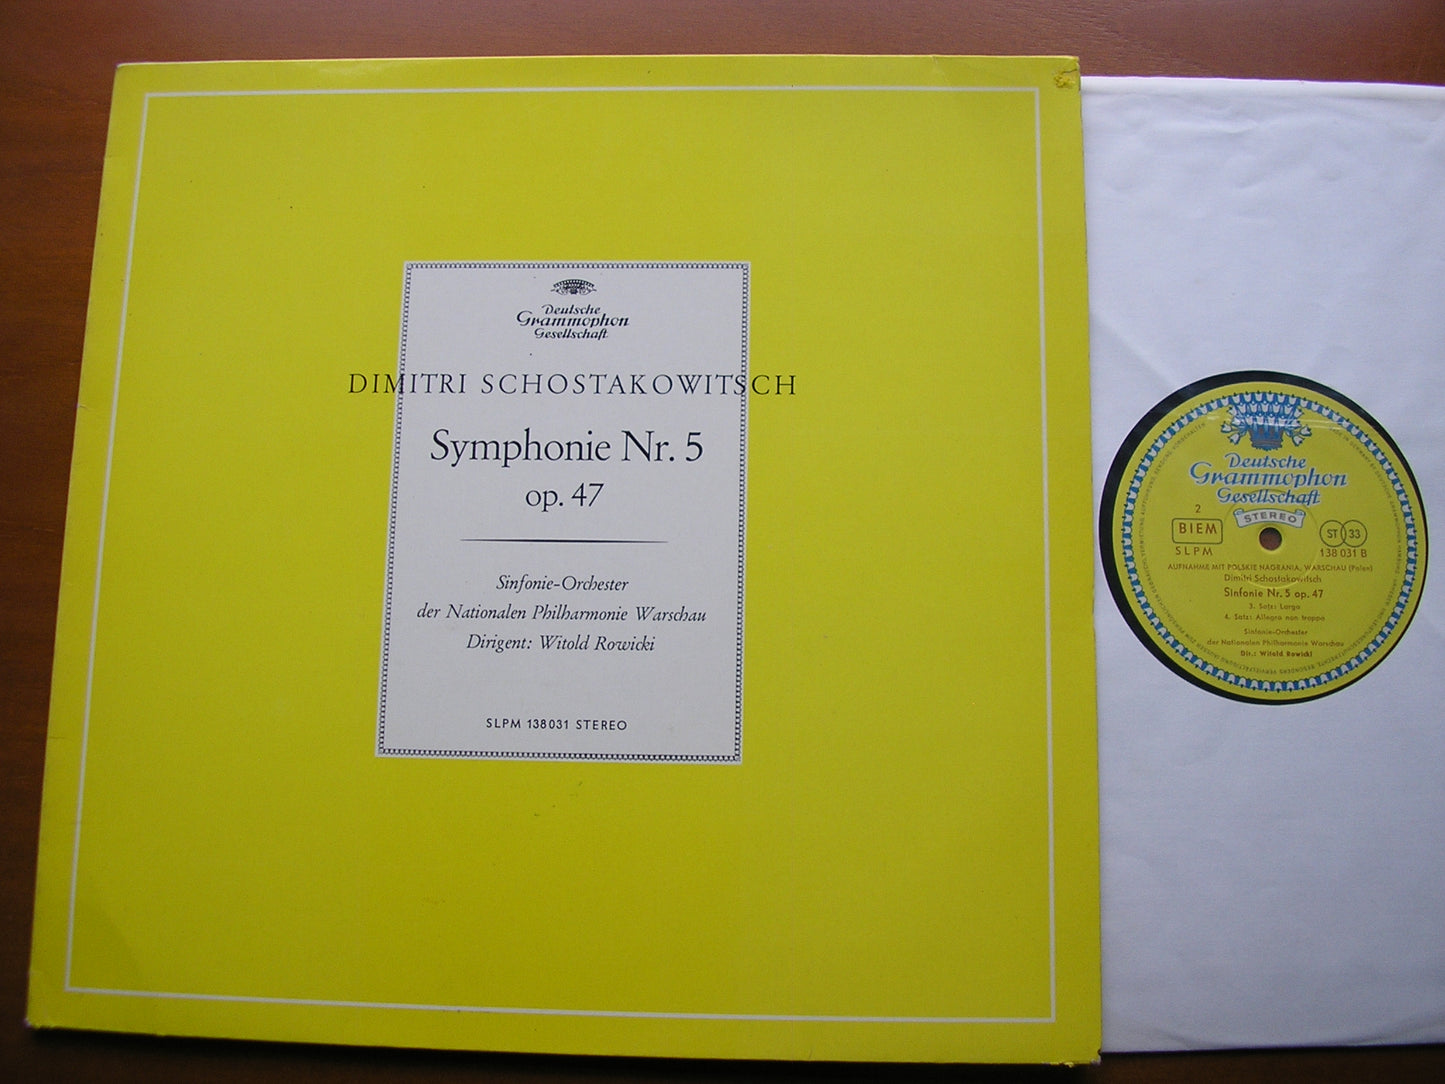 Deutsche
Grammophon
Gesellschaft
DIMITRI SCHOSTAKOWITSCH
Symphonie Nr. 5
op. 47
Sinfonie-Orchester
der Nationalen Philharmonie Warschau
Dirigent: Witold Rowicki
SLPM 138031 STEREO
Deutsche
Grammophon
Gesellschaft
STEREO
2
BIEM
SLPM
ST 33
138 031 B
AUFNAHME MIT POLSKIE NAGRANIA, WARSCHAU (Polen)
Dimitri Schostakowitsch
Sinfonie Nr. 5 op. 47
3. Satz: Largo
4. Satz: Allegro non troppo
Sinfonie-Orchester
der Nationalen Philharmonie Warschau
Dir.: Witold Rowicki